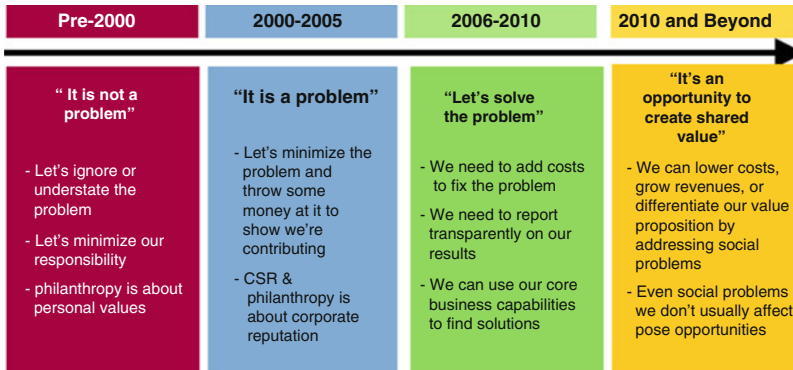 Pre-2000
2000-2005
2006-2010
2010 and Beyond
“ It is not a
problem”
- Let’s ignore or
understate the
problem
- Let’s minimize our
responsibility
- philanthropy is about
personal values
“It is a problem”
- Let’s minimize the
problem and
throw some
money at it to
show we’re
contributing
- CSR &
philanthropy is
about corporate
reputation
“Let’s solve
the problem”
- We need to add costs
to fix the problem
- We need to report
transparently on our
results
- We can use our core
business capabilities
to find solutions
“It’s an
opportunity to
create shared
value”
- We can lower costs,
grow revenues, or
differentiate our value
proposition by
addressing social
problems
- Even social problems
we don’t usually affect
pose opportunities